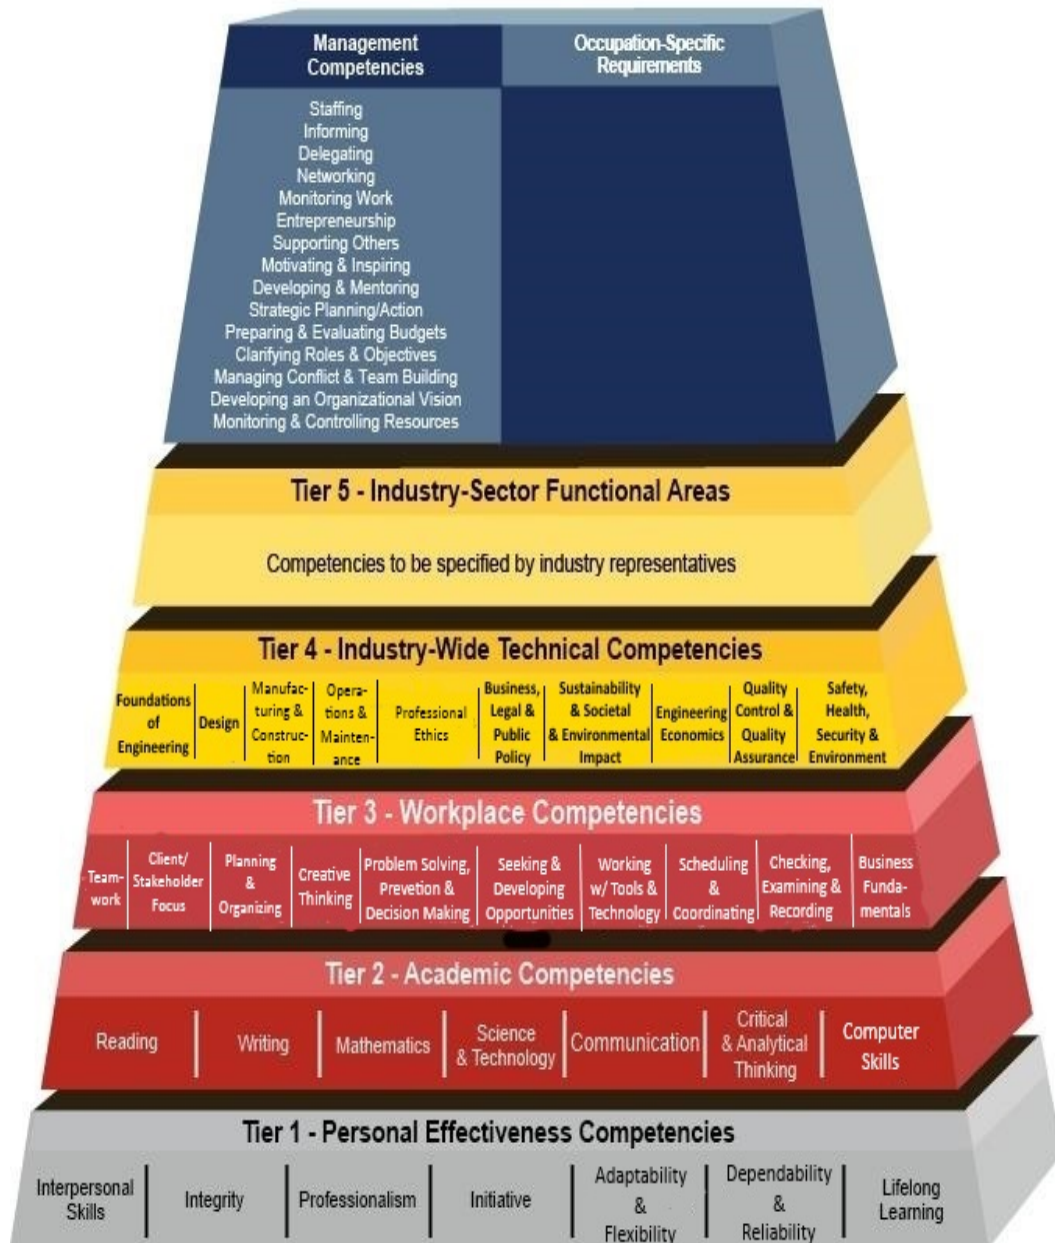 Management
Competencies
Occupation-Specific
Requirements
Staffing
Informing
Delegating
Networking
Monitoring Work
Entrepreneurship
Supporting Others
Motivating & Inspiring
Developing & Mentoring
Strategic Planning/Action
Preparing & Evaluating Budgets
Clarifying Roles & Objectives
Managing Conflict & Team Building
Developing an Organizational Vision
Monitoring & Controlling Resources
Tier 5 - Industry-Sector Functional Areas
Competencies to be specified by industry representatives
Tier 4 - Industry-Wide Technical Competencies
Foundations
of
Engineering
Design
Manufac-
turing &
Construc-
tion
Opera-
tions &
Mainten-
ance
Professional
Ethics
Business,
Legal &
Public
Policy
Sustainability
& Societal
& Environmental
Impact
Engineering
Economics
Quality
Control &
Quality
Assurance
Safety,
Health,
Security &
Environment
Tier 3 - Workplace Competencies
Team-
work
Client/
Stakeholder
Focus
Planning
&
Organizing
Creative
Thinking
Problem Solving,
Prevetion &
Decision Making
Seeking &
Developing
Opportunities
Working
w/ Tools &
Technology
Scheduling
&
Coordinating
Checking,
Examining &
Recording
Business
Funda-
mentals
Tier 2 - Academic Competencies
Reading
Writing
Mathematics
Science
& Technology
Communication
Critical
& Analytical
Thinking
Computer
Skills
Tier 1 - Personal Effectiveness Competencies
Interpersonal
Skills
Integrity
Professionalism
Initiative
Adaptability
&
Flexibility
Dependability
&
Reliability
Lifelong
Learning